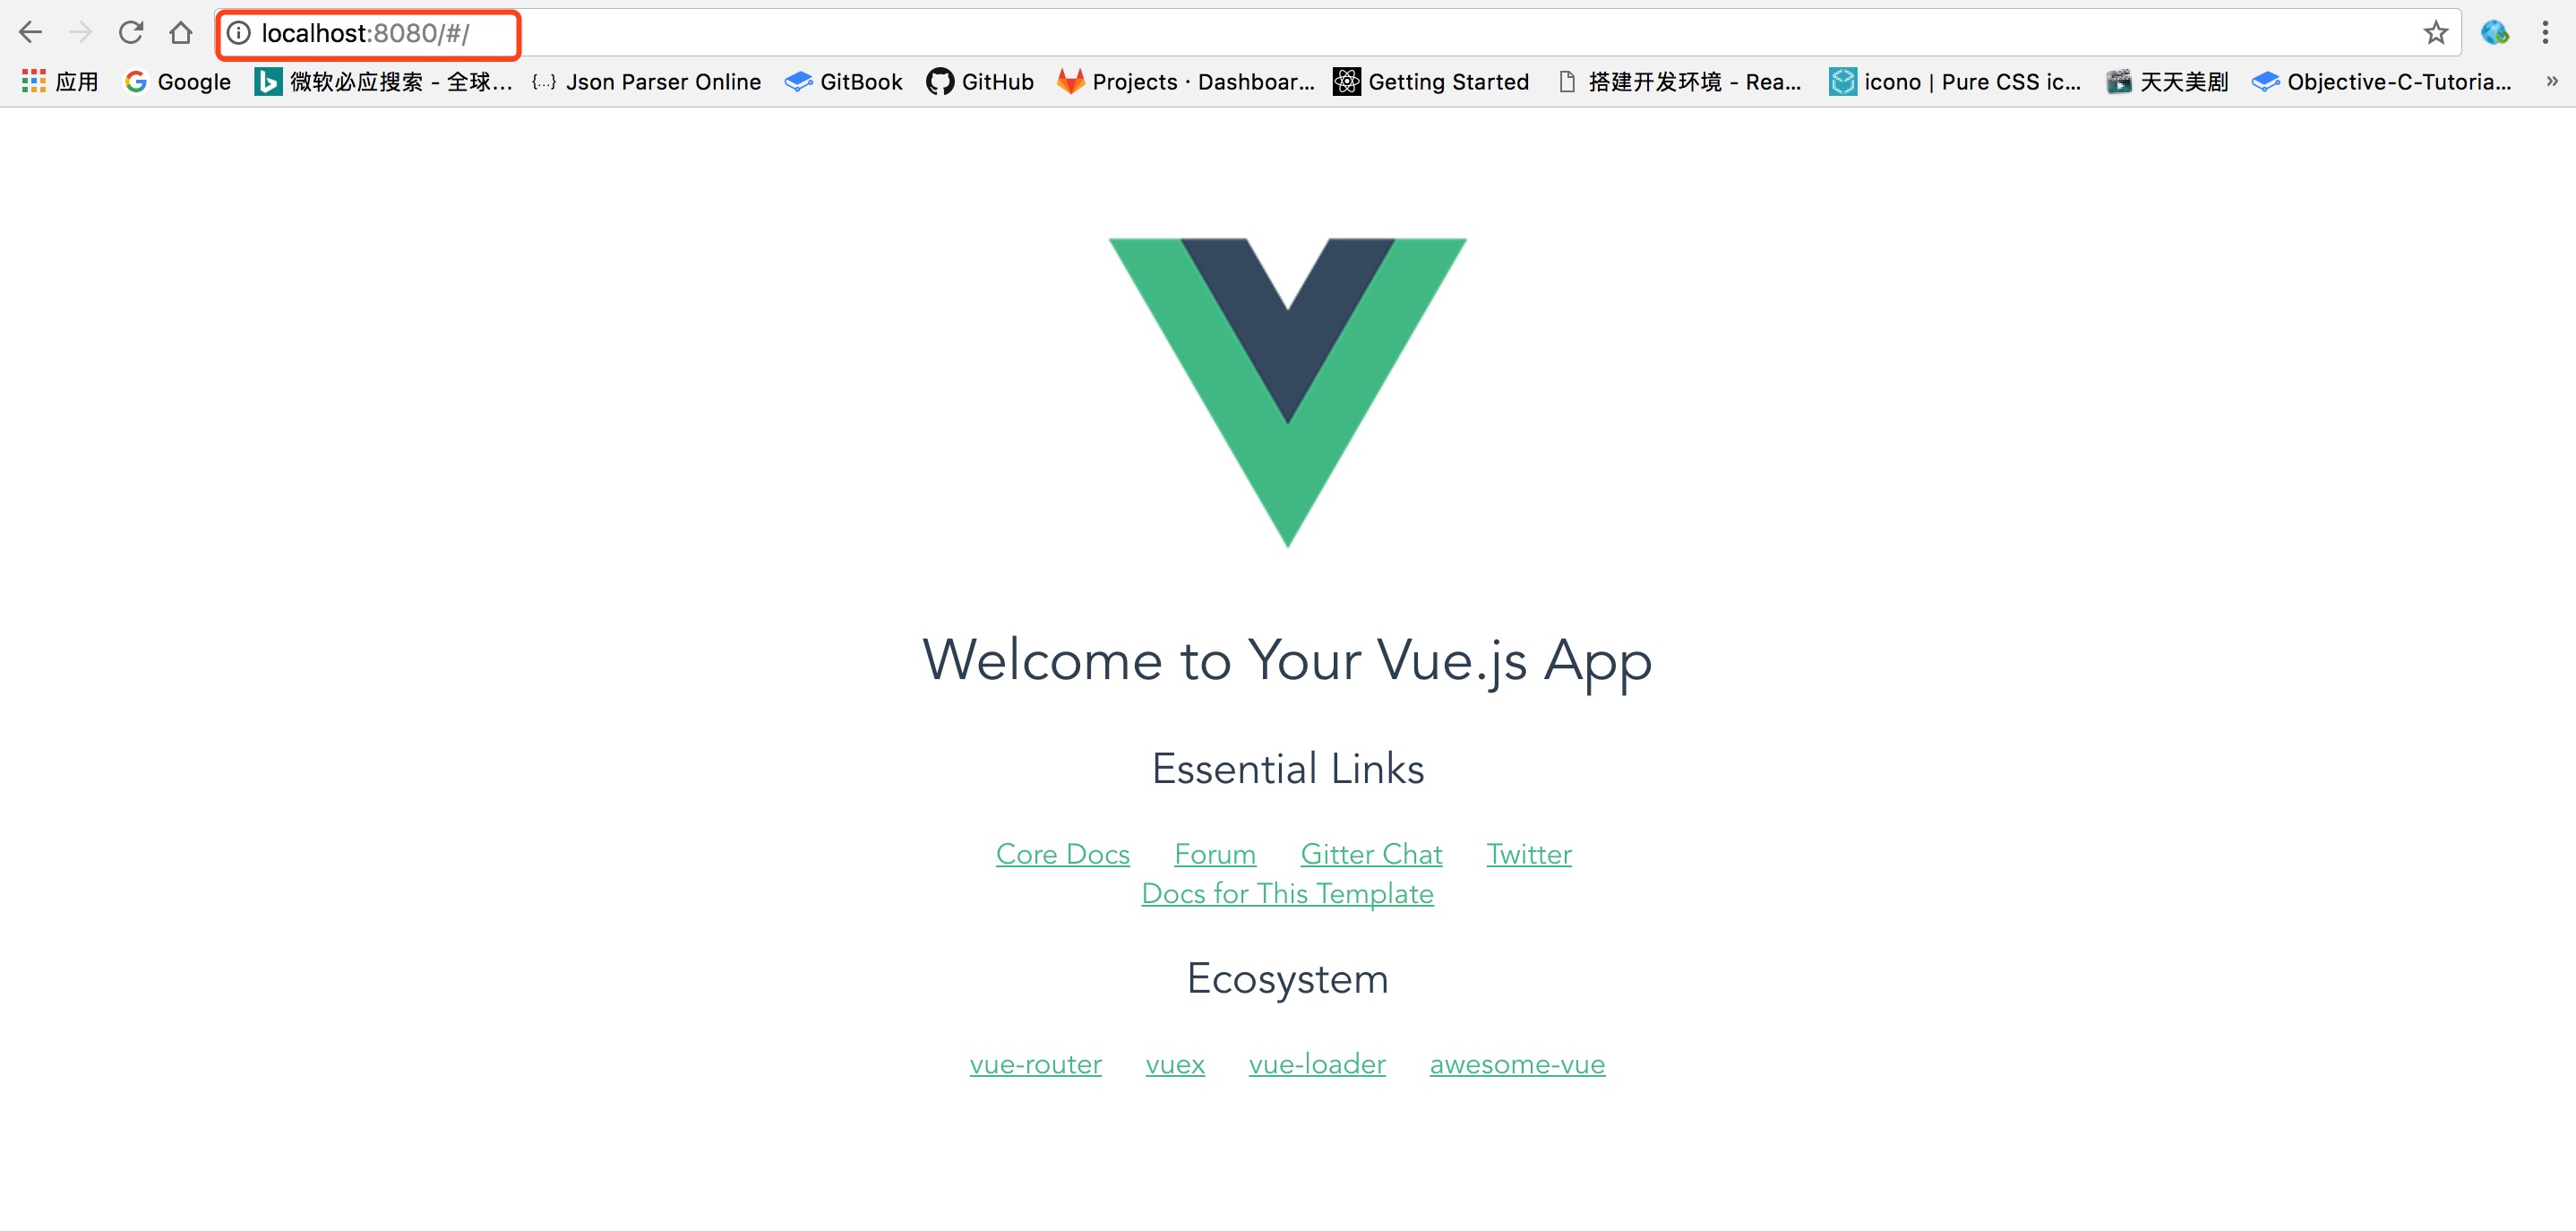 localhost:8080/#/
应用 Google 微软必应搜索 - 全球... {...} Json Parser Online GitBook GitHub Projects · Dashboar... Getting Started 搭建开发环境 - Rea... icono | Pure CSS ic... 天天美剧 Objective-C-Tutoria... »
Welcome to Your Vue.js App
Essential Links
Core Docs Forum Gitter Chat Twitter
Docs for This Template
Ecosystem
vue-router vuex vue-loader awesome-vue